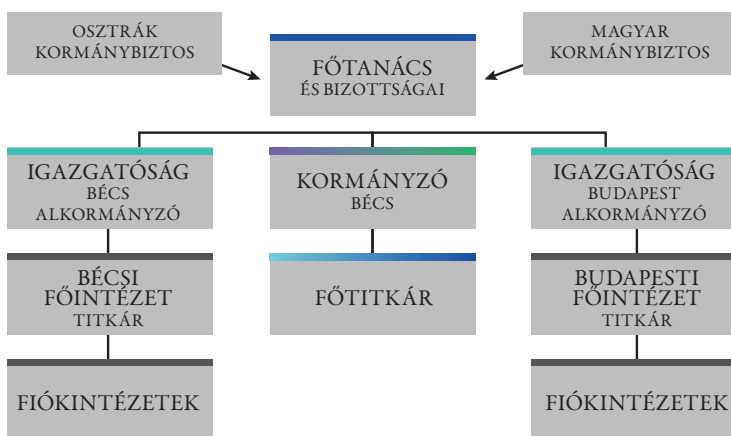 OSZTRÁK
KORMÁNYBIZTOS
MAGYAR
KORMÁNYBIZTOS
FŐTANÁCS
ÉS BIZOTTSÁGAI
IGAZGATÓSÁG
BÉCS
ALKORMÁNYZÓ
KORMÁNYZÓ
BÉCS
IGAZGATÓSÁG
BUDAPEST
ALKORMÁNYZÓ
BÉCSI
FŐINTÉZET
TITKÁR
FŐTITKÁR
BUDAPESTI
FŐINTÉZET
TITKÁR
FIÓKINTÉZETEK
FIÓKINTÉZETEK